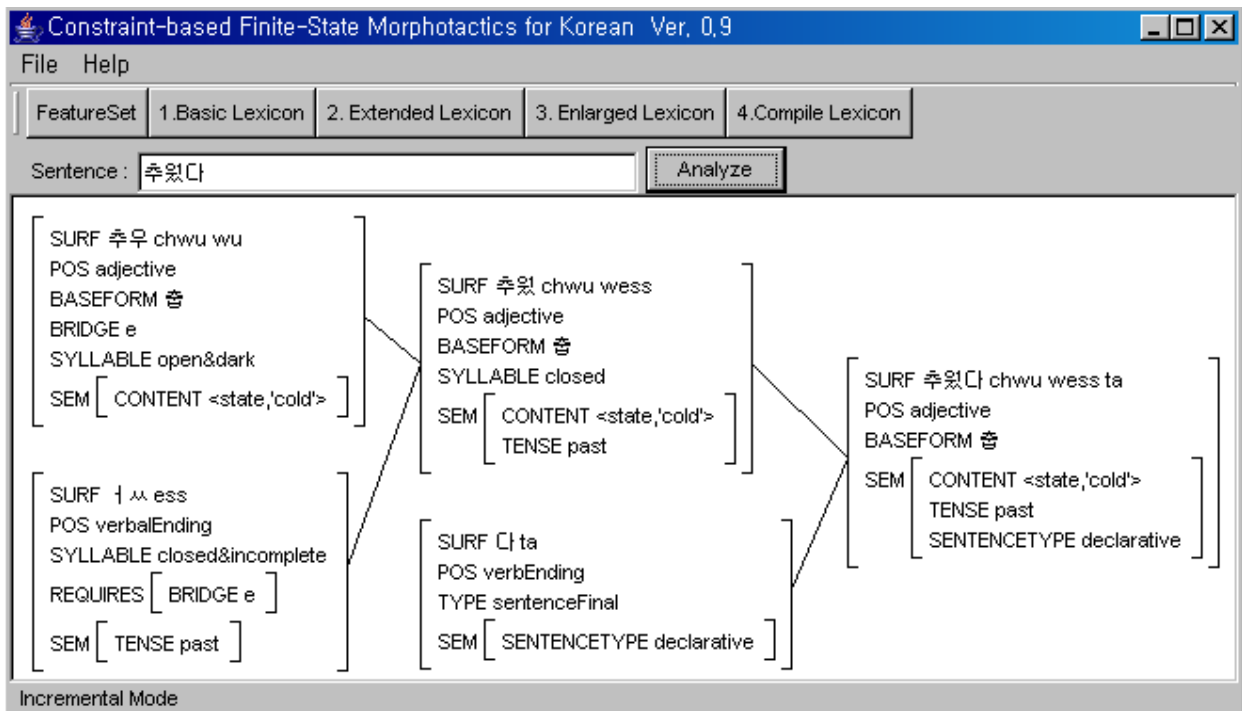 Constraint-based Finite-State Morphotactics for Korean Ver, 0,9
File Help
FeatureSet 1.Basic Lexicon 2. Extended Lexicon 3. Enlarged Lexicon 4.Compile Lexicon
Sentence : 추웠다 Analyze
SURF 추우 chwu wu
POS adjective
BASEFORM 춥
BRIDGE e
SYLLABLE open&dark
SEM [ CONTENT <state,'cold'> ]
SURF ㅓㅆ ess
POS verbalEnding
SYLLABLE closed&incomplete
REQUIRES [ BRIDGE e ]
SEM [ TENSE past ]
SURF 추웠 chwu wess
POS adjective
BASEFORM 춥
SYLLABLE closed
SEM [ CONTENT <state,'cold'>
TENSE past ]
SURF 다 ta
POS verbEnding
TYPE sentenceFinal
SEM [ SENTENCETYPE declarative ]
SURF 추웠다 chwu wess ta
POS adjective
BASEFORM 춥
SEM [ CONTENT <state,'cold'>
TENSE past
SENTENCETYPE declarative ]
Incremental Mode